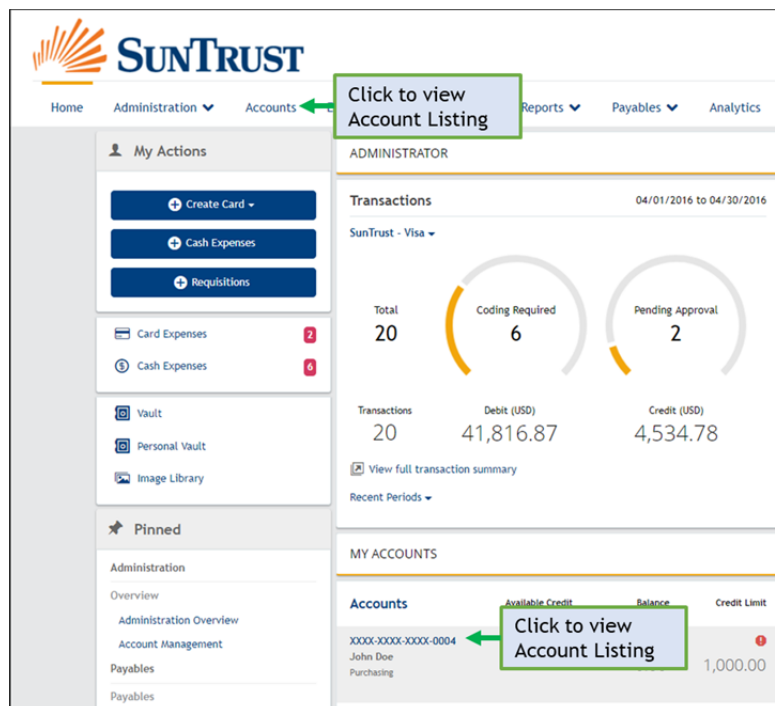 SUNTRUST
Home Administration Accounts Reports Payables Analytics
Click to view
Account Listing
My Actions
Create Card
Cash Expenses
Requisitions
Card Expenses 2
Cash Expenses 6
Vault
Personal Vault
Image Library
Pinned
Administration
Overview
Administration Overview
Account Management
Payables
Payables
ADMINISTRATOR
Transactions 04/01/2016 to 04/30/2016
SunTrust - Visa
Total
20
Coding Required
6
Pending Approval
2
Transactions
20
Debit (USD)
41,816.87
Credit (USD)
4,534.78
View full transaction summary
Recent Periods
MY ACCOUNTS
Accounts Available Credit Balance Credit Limit
XXXX-XXXX-XXXX-0004
John Doe
Purchasing
Click to view
Account Listing
1,000.00